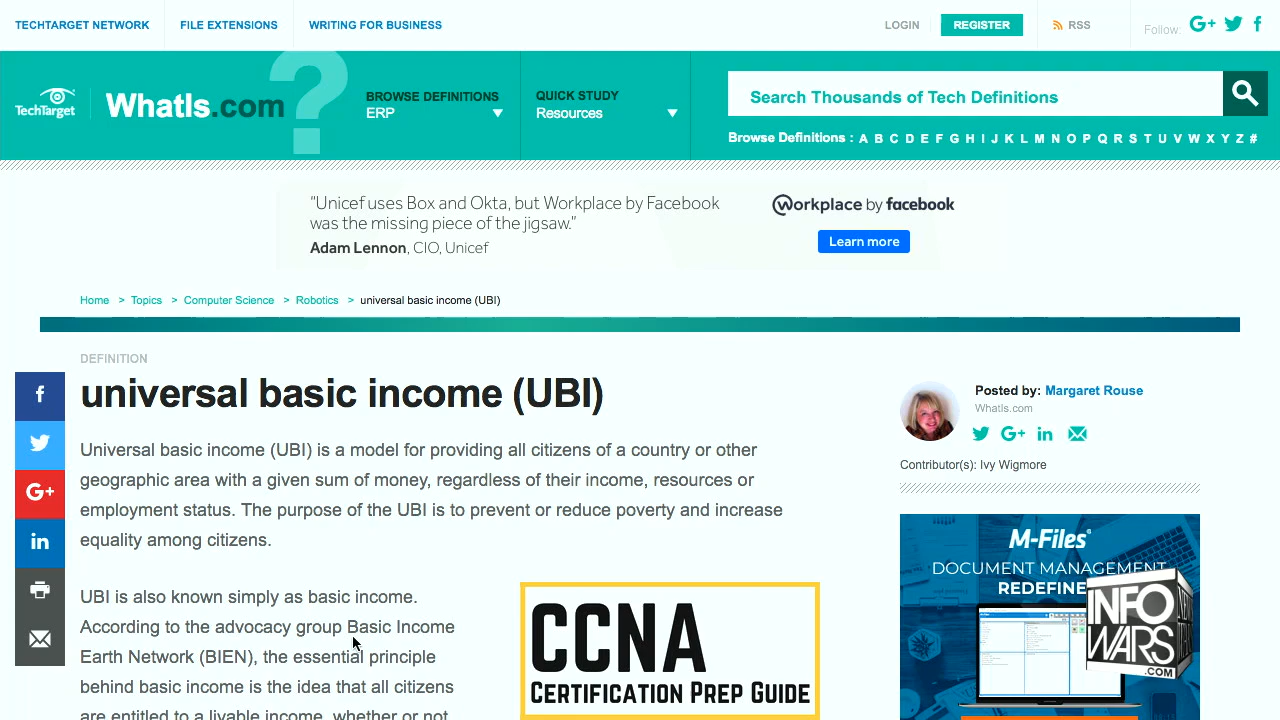 TECHTARGET NETWORK
FILE EXTENSIONS
WRITING FOR BUSINESS
LOGIN
REGISTER
RSS
Follow:
TechTarget
WhatIs.com
?
BROWSE DEFINITIONS
ERP
QUICK STUDY
Resources
Search Thousands of Tech Definitions
Browse Definitions : A B C D E F G H I J K L M N O P Q R S T U V W X Y Z #
"Unicef uses Box and Okta, but Workplace by Facebook
was the missing piece of the jigsaw."
Adam Lennon, CIO, Unicef
Workplace by facebook
Learn more
Home > Topics > Computer Science > Robotics > universal basic income (UBI)
DEFINITION
universal basic income (UBI)
Universal basic income (UBI) is a model for providing all citizens of a country or other
geographic area with a given sum of money, regardless of their income, resources or
employment status. The purpose of the UBI is to prevent or reduce poverty and increase
equality among citizens.
UBI is also known simply as basic income.
According to the advocacy group Basic Income
Earth Network (BIEN), the essential principle
behind basic income is the idea that all citizens
are entitled to a livable income, whether or not
CCNA
CERTIFICATION PREP GUIDE
Posted by: Margaret Rouse
WhatIs.com
Contributor(s): Ivy Wigmore
M-Files
DOCUMENT MANAGEMENT
REDEFINE
INFO
WARS
.COM